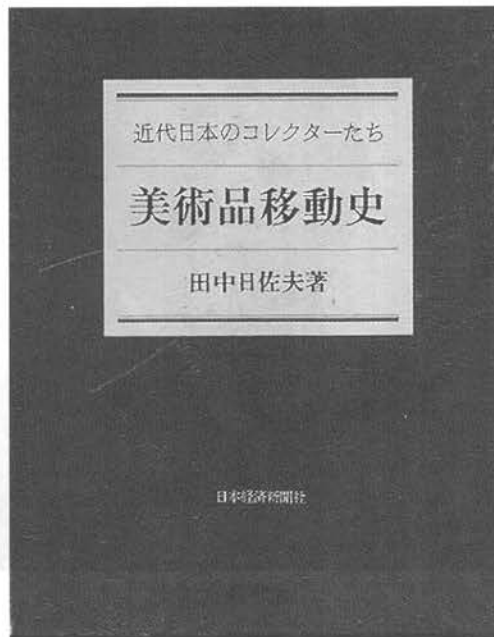 近代日本のコレクターたち
美術品移動史
田中日佐夫著
日本経済新聞社